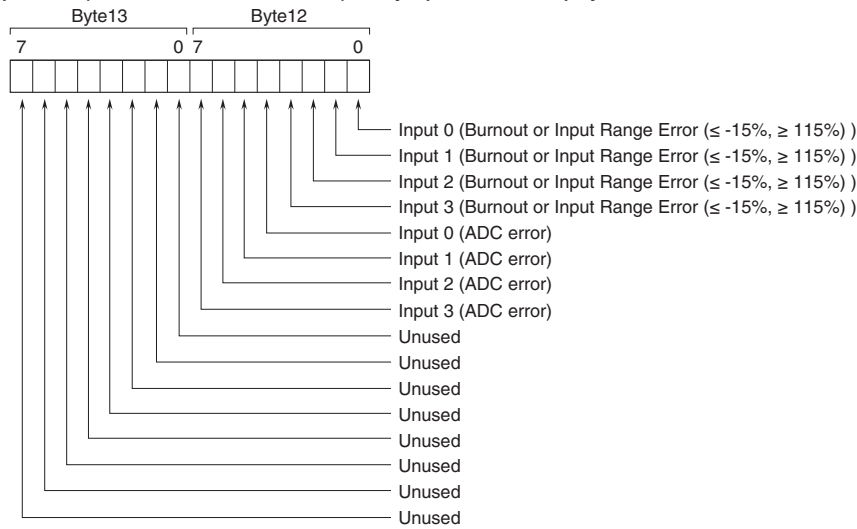 Byte13 Byte12
7 0 7 0
Input 0 (Burnout or Input Range Error (≤ -15%, ≥ 115%) )
Input 1 (Burnout or Input Range Error (≤ -15%, ≥ 115%) )
Input 2 (Burnout or Input Range Error (≤ -15%, ≥ 115%) )
Input 3 (Burnout or Input Range Error (≤ -15%, ≥ 115%) )
Input 0 (ADC error)
Input 1 (ADC error)
Input 2 (ADC error)
Input 3 (ADC error)
Unused
Unused
Unused
Unused
Unused
Unused
Unused
Unused